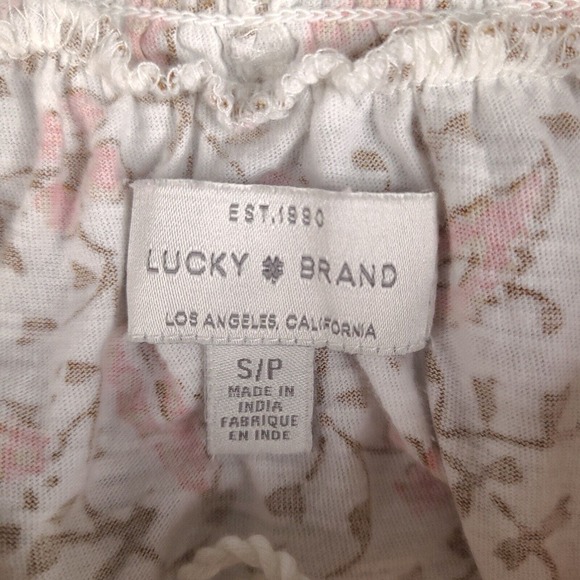 EST.1990
LUCKY BRAND
LOS ANGELES, CALIFORNIA
S/P
MADE IN
INDIA
FABRIQUE
EN INDE